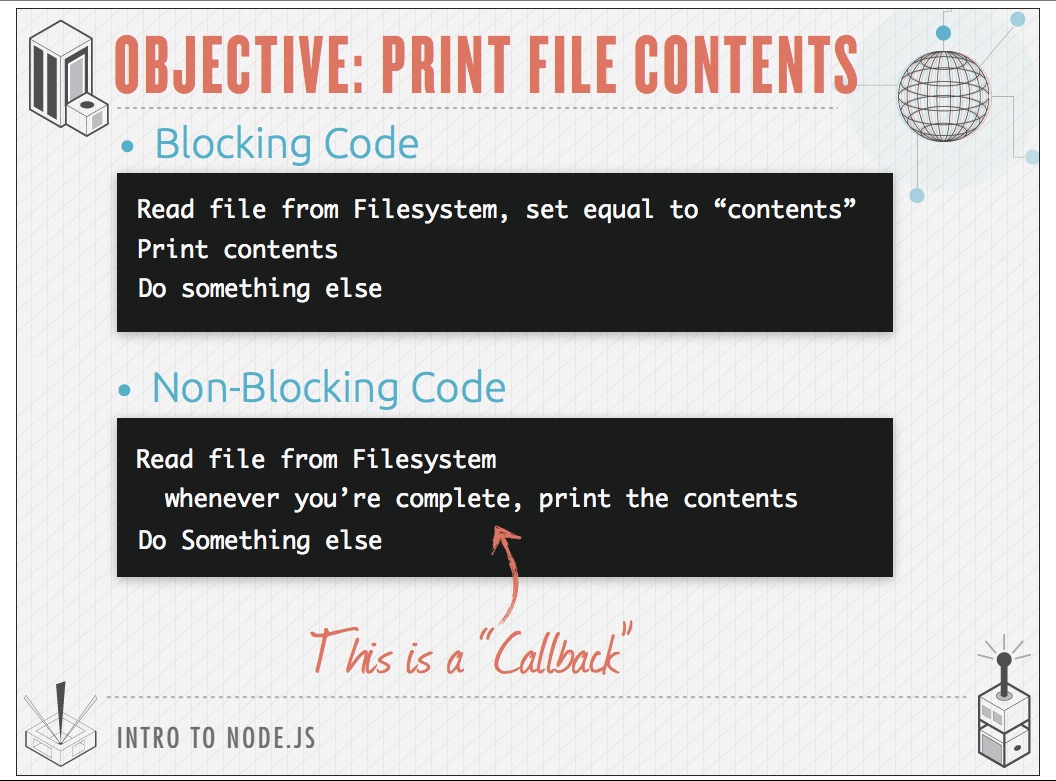 OBJECTIVE: PRINT FILE CONTENTS
• Blocking Code
Read file from Filesystem, set equal to “contents”
Print contents
Do something else
• Non-Blocking Code
Read file from Filesystem
whenever you’re complete, print the contents
Do Something else
This is a “Callback”
INTRO TO NODE.JS